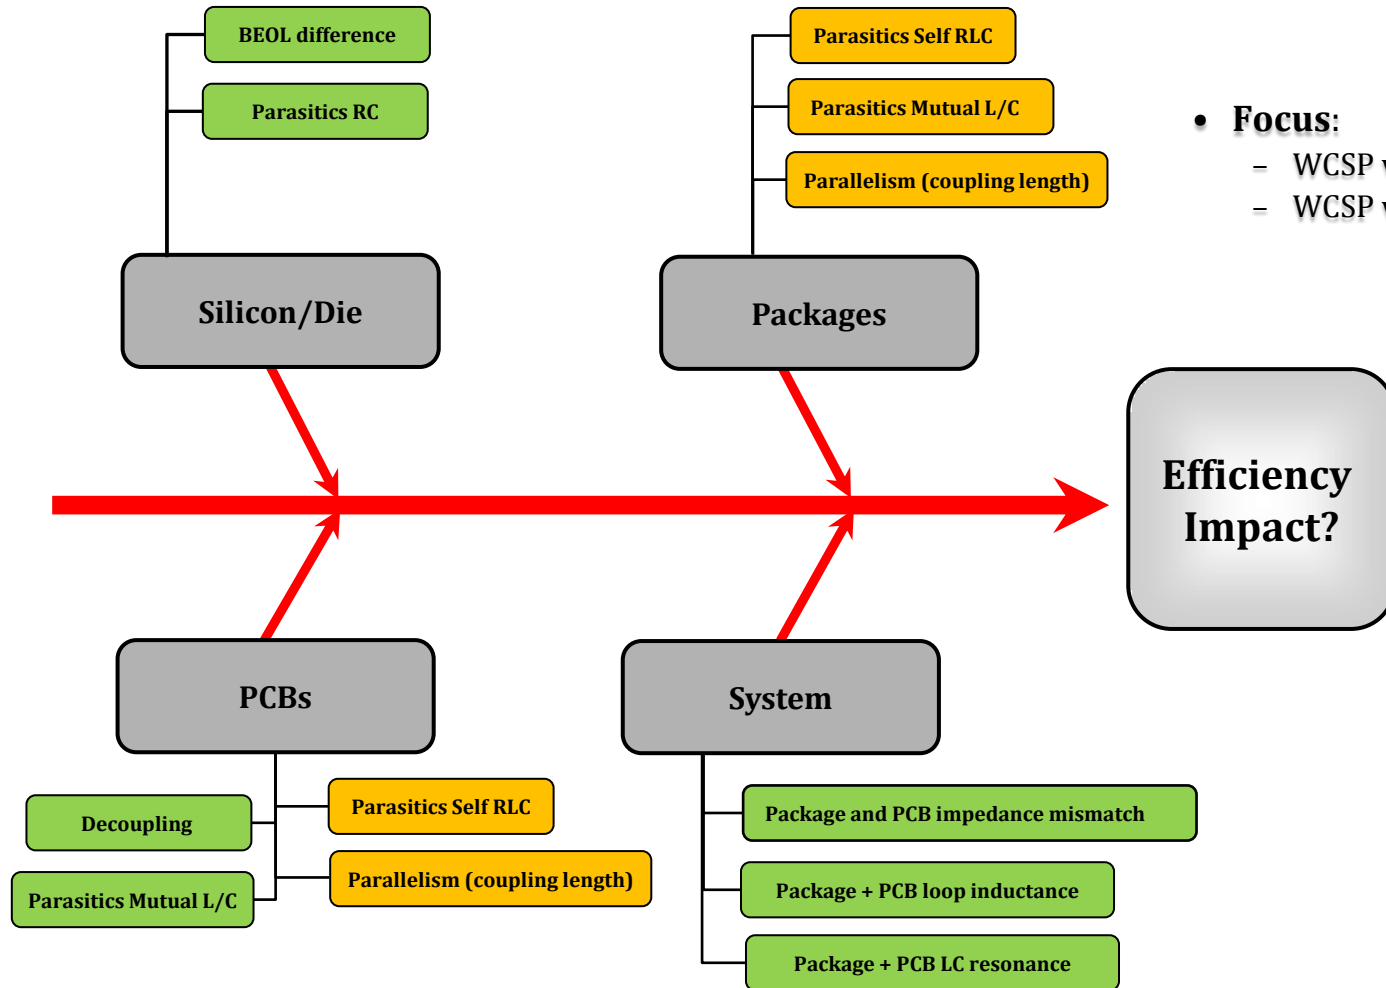 BEOL difference
Parasitics RC
Silicon/Die
Parasitics Self RLC
Parasitics Mutual L/C
Parallelism (coupling length)
Packages
• Focus:
– WCSP
– WCSP
Efficiency
Impact?
PCBs
Decoupling
Parasitics Mutual L/C
Parasitics Self RLC
Parallelism (coupling length)
System
Package and PCB impedance mismatch
Package + PCB loop inductance
Package + PCB LC resonance